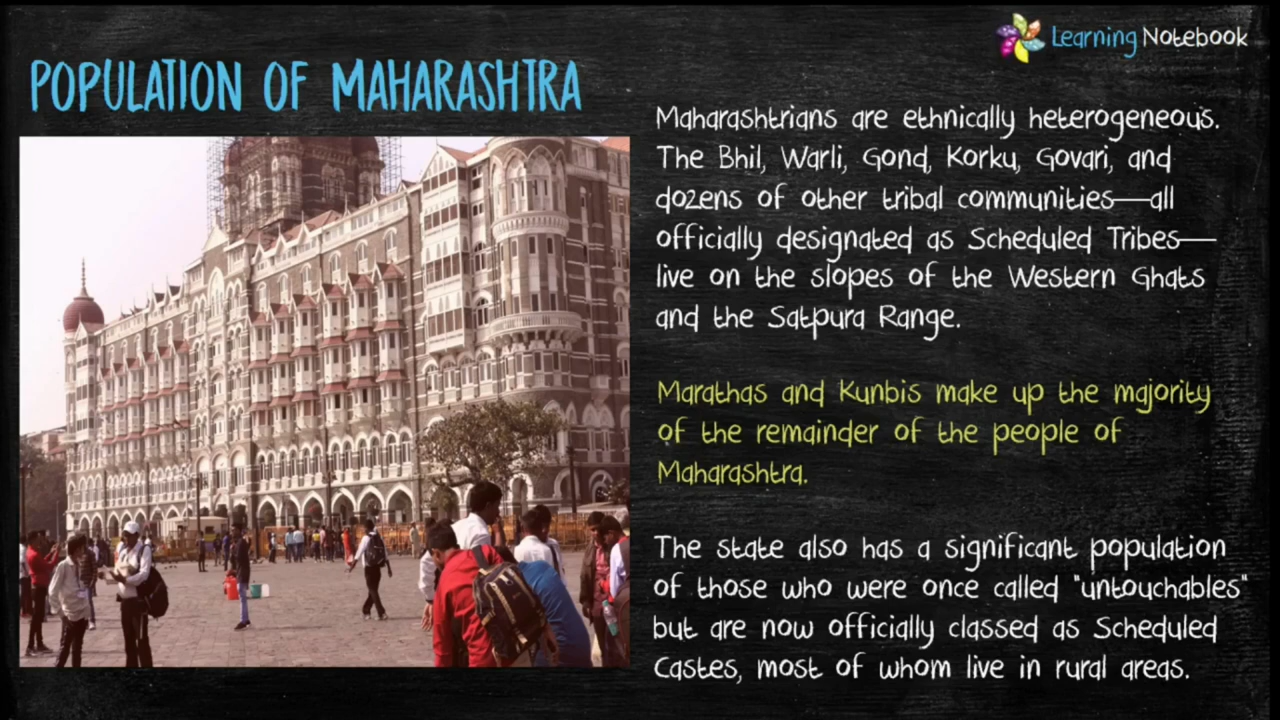 Learning Notebook
POPULATION OF MAHARASHTRA
Maharashtrians are ethnically heterogeneous.
The Bhil, Warli, Gond, Korku, Govari, and
dozens of other tribal communities—all
officially designated as Scheduled Tribes—
live on the slopes of the Western Ghats
and the Satpura Range.
Marathas and Kunbis make up the majority
of the remainder of the people of
Maharashtra.
The state also has a significant population
of those who were once called "untouchables"
but are now officially classed as Scheduled
Castes, most of whom live in rural areas.